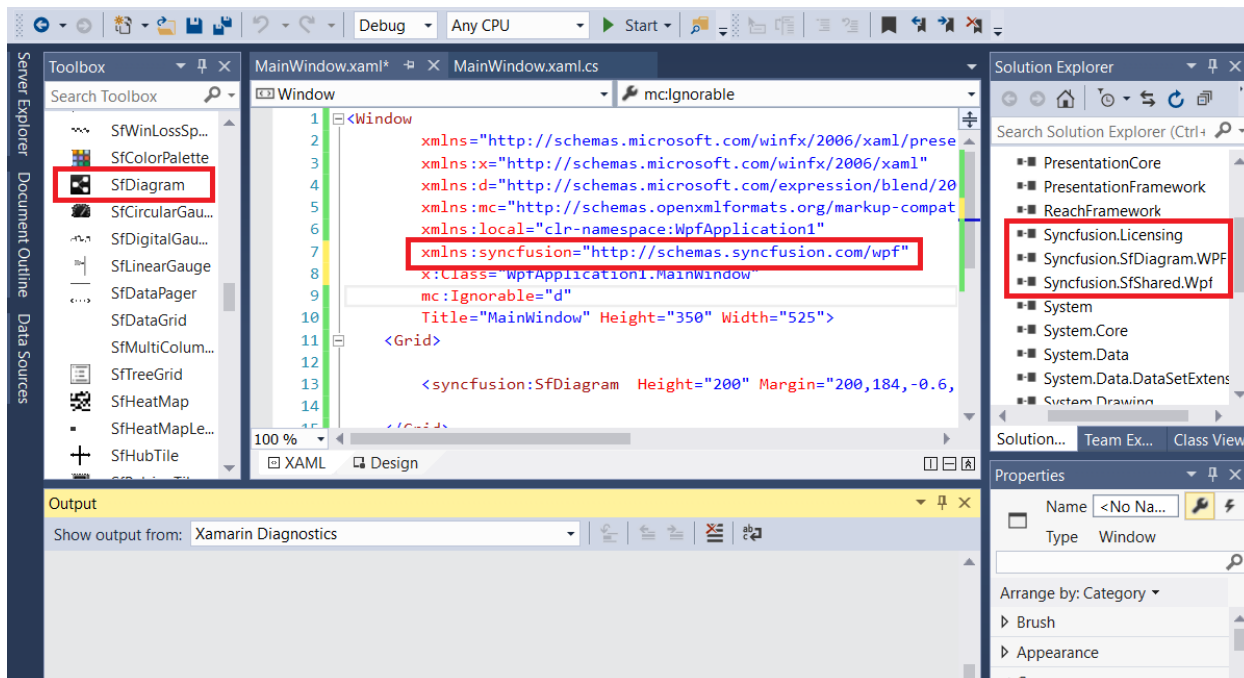 Debug
Any CPU
Start
Server Explorer
Document Outline
Data Sources
Toolbox
Search Toolbox
SfWinLossSp...
SfColorPalette
SfDiagram
SfCircularGau...
SfDigitalGau...
SfLinearGauge
SfDataPager
SfDataGrid
SfMultiColum...
SfTreeGrid
SfHeatMap
SfHeatMapLe...
SfHubTile
MainWindow.xaml*
MainWindow.xaml.cs
Window
mc:Ignorable
1 <Window
2 xmlns="http://schemas.microsoft.com/winfx/2006/xaml/prese
3 xmlns:x="http://schemas.microsoft.com/winfx/2006/xaml"
4 xmlns:d="http://schemas.microsoft.com/expression/blend/20
5 xmlns:mc="http://schemas.openxmlformats.org/markup-compat
6 xmlns:local="clr-namespace:WpfApplication1"
7 xmlns:syncfusion="http://schemas.syncfusion.com/wpf"
8 x:Class="WpfApplication1.MainWindow"
9 mc:Ignorable="d"
10 Title="MainWindow" Height="350" Width="525">
11 <Grid>
12
13 <syncfusion:SfDiagram Height="200" Margin="200,184,-0.6,
14
15 </Grid>
100 %
XAML
Design
Output
Show output from: Xamarin Diagnostics
Solution Explorer
Search Solution Explorer (Ctrl+
PresentationCore
PresentationFramework
ReachFramework
Syncfusion.Licensing
Syncfusion.SfDiagram.WPF
Syncfusion.SfShared.Wpf
System
System.Core
System.Data
System.Data.DataSetExtens
System.Drawing
Solution...
Team Ex...
Class View
Properties
Name <No Na...
Type Window
Arrange by: Category
Brush
Appearance